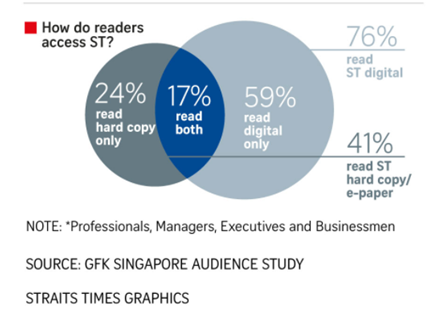 How do readers
access ST?
76%
read
ST digital
24%
read
hard copy
only
17%
read
both
59%
read
digital
only
41%
read ST
hard copy/
e-paper
NOTE: *Professionals, Managers, Executives and Businessmen
SOURCE: GFK SINGAPORE AUDIENCE STUDY
STRAITS TIMES GRAPHICS